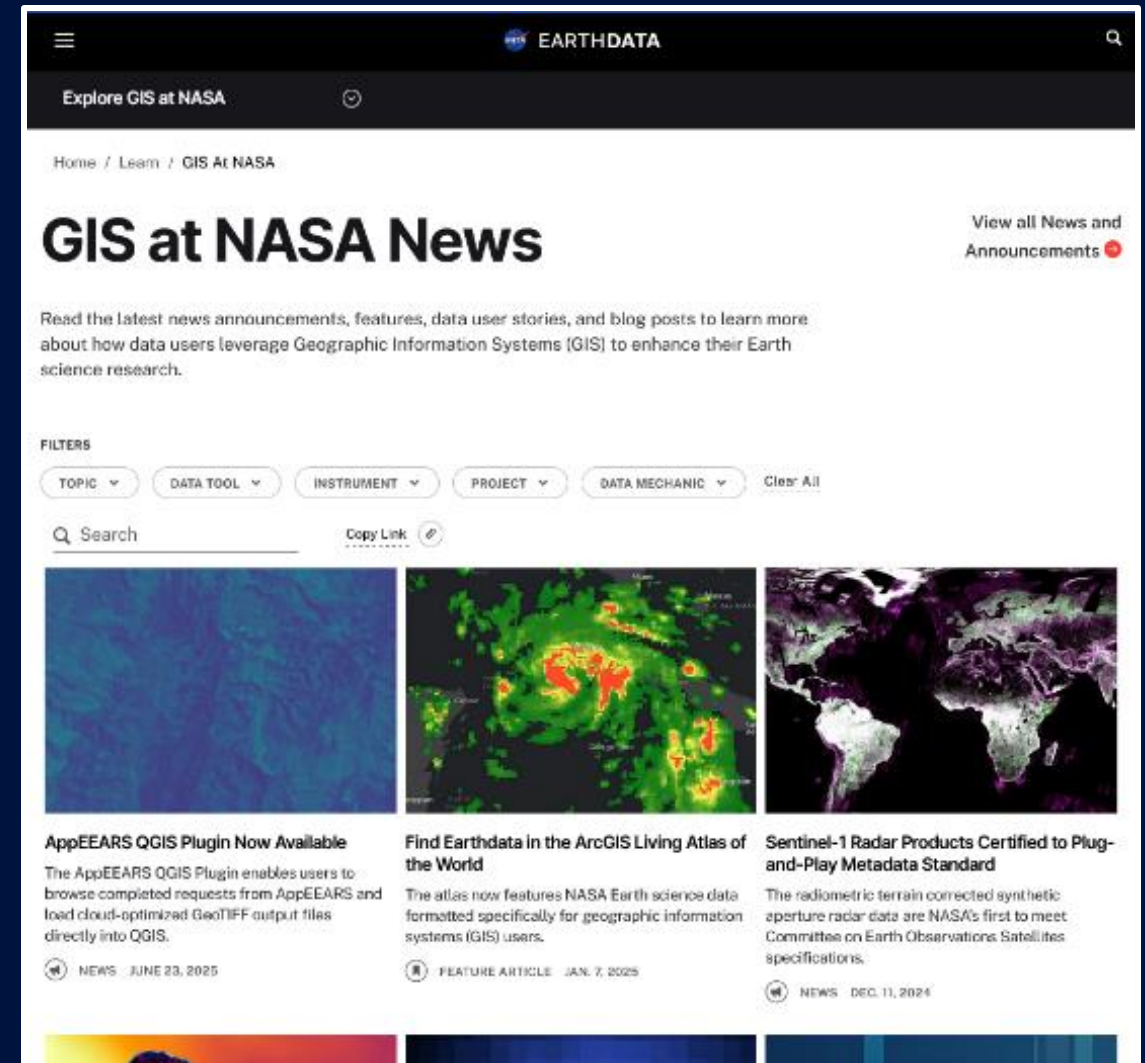 EARTHDATA
Explore GIS at NASA
Home / Learn / GIS At NASA
GIS at NASA News
View all News and
Announcements
Read the latest news announcements, features, data user stories, and blog posts to learn more
about how data users leverage Geographic Information Systems (GIS) to enhance their Earth
science research.
FILTERS
TOPIC
DATA TOOL
INSTRUMENT
PROJECT
DATA MECHANIC
Clear All
Search
Copy Link
AppEEARS QGIS Plugin Now Available
The AppEEARS QGIS Plugin enables users to
browse completed requests from AppEEARS and
load cloud-optimized GeoTIFF output files
directly into QGIS.
NEWS JUNE 23, 2025
Find Earthdata in the ArcGIS Living Atlas of
the World
The atlas now features NASA Earth science data
formatted specifically for geographic information
systems (GIS) users.
FEATURE ARTICLE JAN. 7, 2025
Sentinel-1 Radar Products Certified to Plug-
and-Play Metadata Standard
The radiometric terrain corrected synthetic
aperture radar data are NASA's first to meet
Committee on Earth Observations Satellites
specifications.
NEWS DEC. 11, 2024